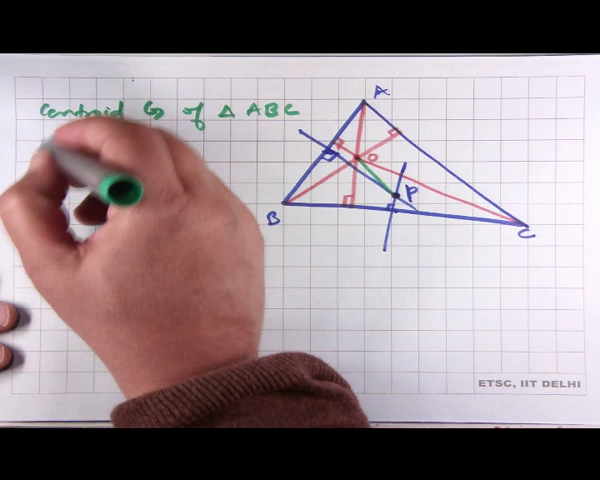 Centroid G of Δ ABC
A
O
P
B
C
ETSC, IIT DELHI